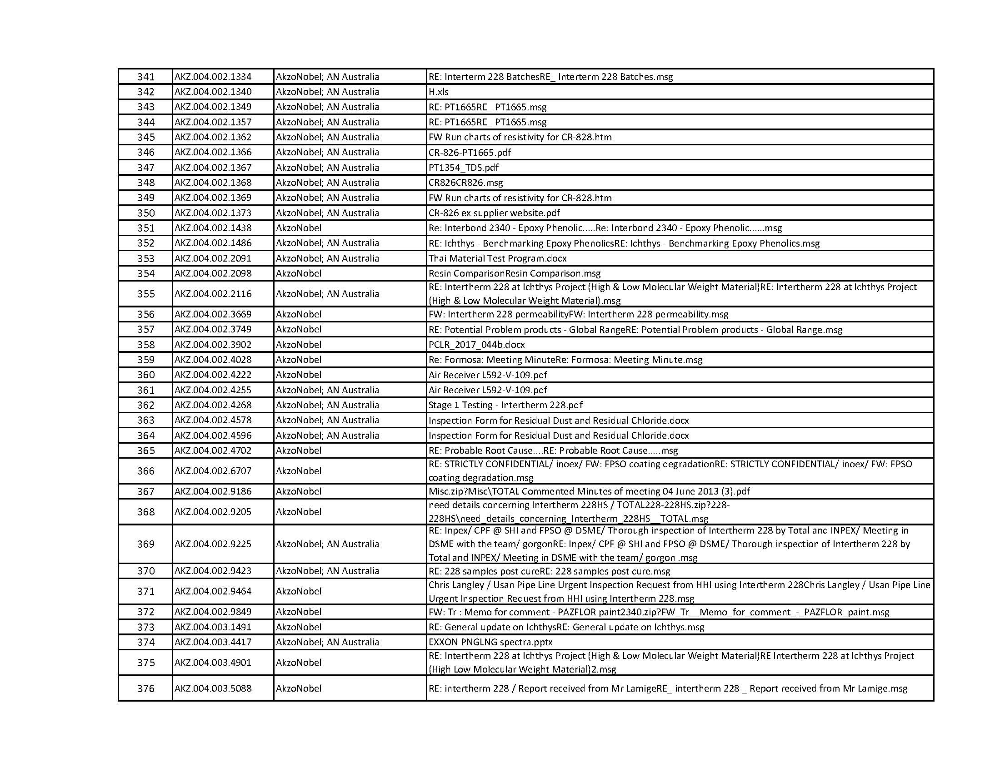 341 AKZ.004.002.1334 AkzoNobel; AN Australia RE: Interterm 228 BatchesRE_ Interterm 228 Batches.msg
342 AKZ.004.002.1340 AkzoNobel; AN Australia H.xls
343 AKZ.004.002.1349 AkzoNobel; AN Australia RE: PT1665RE_ PT1665.msg
344 AKZ.004.002.1357 AkzoNobel; AN Australia RE: PT1665RE_ PT1665.msg
345 AKZ.004.002.1362 AkzoNobel; AN Australia FW Run charts of resistivity for CR-828.htm
346 AKZ.004.002.1366 AkzoNobel; AN Australia CR-826-PT1665.pdf
347 AKZ.004.002.1367 AkzoNobel; AN Australia PT1354_TDS.pdf
348 AKZ.004.002.1368 AkzoNobel; AN Australia CR826CR826.msg
349 AKZ.004.002.1369 AkzoNobel; AN Australia FW Run charts of resistivity for CR-828.htm
350 AKZ.004.002.1373 AkzoNobel; AN Australia CR-826 ex supplier website.pdf
351 AKZ.004.002.1438 AkzoNobel Re: Interbond 2340 - Epoxy Phenolic.....Re: Interbond 2340 - Epoxy Phenolic......msg
352 AKZ.004.002.1486 AkzoNobel; AN Australia RE: Ichthys - Benchmarking Epoxy PhenolicsRE: Ichthys - Benchmarking Epoxy Phenolics.msg
353 AKZ.004.002.2091 AkzoNobel; AN Australia Thai Material Test Program.docx
354 AKZ.004.002.2098 AkzoNobel Resin ComparisonResin Comparison.msg
355 AKZ.004.002.2116 AkzoNobel; AN Australia RE: Intertherm 228 at Ichthys Project (High & Low Molecular Weight Material)RE: Intertherm 228 at Ichthys Project
(High & Low Molecular Weight Material).msg
356 AKZ.004.002.3669 AkzoNobel FW: Intertherm 228 permeabilityFW: Intertherm 228 permeability.msg
357 AKZ.004.002.3749 AkzoNobel RE: Potential Problem products - Global RangeRE: Potential Problem products - Global Range.msg
358 AKZ.004.002.3902 AkzoNobel PCLR_2017_044b.docx
359 AKZ.004.002.4028 AkzoNobel Re: Formosa: Meeting MinuteRe: Formosa: Meeting Minute.msg
360 AKZ.004.002.4222 AkzoNobel Air Receiver L592-V-109.pdf
361 AKZ.004.002.4255 AkzoNobel; AN Australia Air Receiver L592-V-109.pdf
362 AKZ.004.002.4268 AkzoNobel; AN Australia Stage 1 Testing - Intertherm 228.pdf
363 AKZ.004.002.4578 AkzoNobel; AN Australia Inspection Form for Residual Dust and Residual Chloride.docx
364 AKZ.004.002.4596 AkzoNobel; AN Australia Inspection Form for Residual Dust and Residual Chloride.docx
365 AKZ.004.002.4702 AkzoNobel RE: Probable Root Cause....RE: Probable Root Cause.....msg
366 AKZ.004.002.6707 AkzoNobel RE: STRICTLY CONFIDENTIAL/ inoex/ FW: FPSO coating degradationRE: STRICTLY CONFIDENTIAL/ inoex/ FW: FPSO
coating degradation.msg
367 AKZ.004.002.9186 AkzoNobel Misc.zip?Misc\TOTAL Commented Minutes of meeting 04 June 2013 (3).pdf
368 AKZ.004.002.9205 AkzoNobel need details concerning Intertherm 228HS / TOTAL228-228HS.zip?228-
228HS\need_details_concerning_Intertherm_228HS__TOTAL.msg
369 AKZ.004.002.9225 AkzoNobel; AN Australia RE: Inpex/ CPF @ SHI and FPSO @ DSME/ Thorough inspection of Intertherm 228 by Total and INPEX/ Meeting in
DSME with the team/ gorgonRE: Inpex/ CPF @ SHI and FPSO @ DSME/ Thorough inspection of Intertherm 228 by
Total and INPEX/ Meeting in DSME with the team/ gorgon .msg
370 AKZ.004.002.9423 AkzoNobel; AN Australia RE: 228 samples post cureRE: 228 samples post cure.msg
371 AKZ.004.002.9464 AkzoNobel Chris Langley / Usan Pipe Line Urgent Inspection Request from HHI using Intertherm 228Chris Langley / Usan Pipe Line
Urgent Inspection Request from HHI using Intertherm 228.msg
372 AKZ.004.002.9849 AkzoNobel FW: Tr : Memo for comment - PAZFLOR paint2340.zip?FW_Tr__Memo_for_comment_-_PAZFLOR_paint.msg
373 AKZ.004.003.1491 AkzoNobel RE: General update on IchthysRE: General update on Ichthys.msg
374 AKZ.004.003.4417 AkzoNobel; AN Australia EXXON PNGLNG spectra.pptx
375 AKZ.004.003.4901 AkzoNobel RE: Intertherm 228 at Ichthys Project (High & Low Molecular Weight Material)RE Intertherm 228 at Ichthys Project
(High Low Molecular Weight Material)2.msg
376 AKZ.004.003.5088 AkzoNobel RE: intertherm 228 / Report received from Mr LamigeRE_ intertherm 228 _ Report received from Mr Lamige.msg